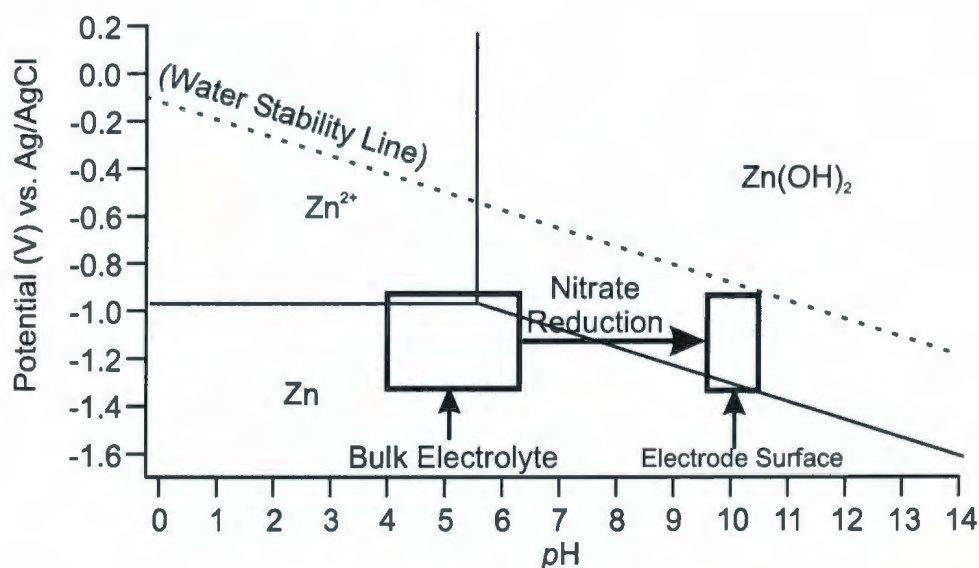 Potential (V) vs. Ag/AgCl
0.2
0.0
-0.2
-0.4
-0.6
-0.8
-1.0
-1.2
-1.4
-1.6
(Water Stability Line)
Zn²⁺
Zn(OH)₂
Nitrate
Reduction
Zn
Bulk Electrolyte
Electrode Surface
0 1 2 3 4 5 6 7 8 9 10 11 12 13 14
pH